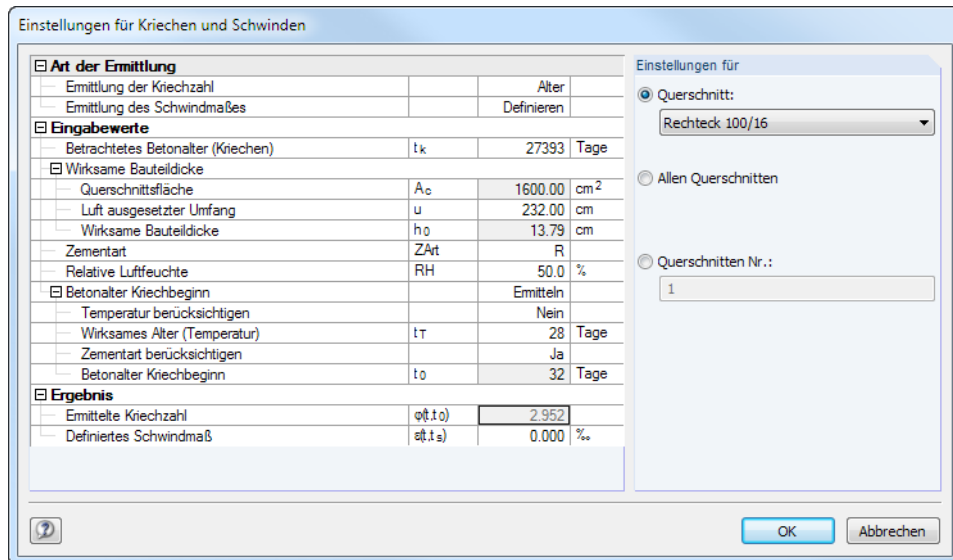 Einstellungen für Kriechen und Schwinden
Art der Ermittlung
Ermittlung der Kriechzahl Alter
Ermittlung des Schwindmaßes Definieren
Eingabewerte
Betrachtetes Betonalter (Kriechen) tk 27393 Tage
Wirksame Bauteildicke
Querschnittsfläche Ac 1600.00 cm2
Luft ausgesetzter Umfang u 232.00 cm
Wirksame Bauteildicke h0 13.79 cm
Zementart ZArt R
Relative Luftfeuchte RH 50.0 %
Betonalter Kriechbeginn Ermitteln
Temperatur berücksichtigen Nein
Wirksames Alter (Temperatur) tT 28 Tage
Zementart berücksichtigen Ja
Betonalter Kriechbeginn t0 32 Tage
Ergebnis
Ermittelte Kriechzahl φ(t,t0) 2.952
Definiertes Schwindmaß ε(t,ts) 0.000 ‰
Einstellungen für
Querschnitt:
Rechteck 100/16
Allen Querschnitten
Querschnitten Nr.:
1
OK Abbrechen